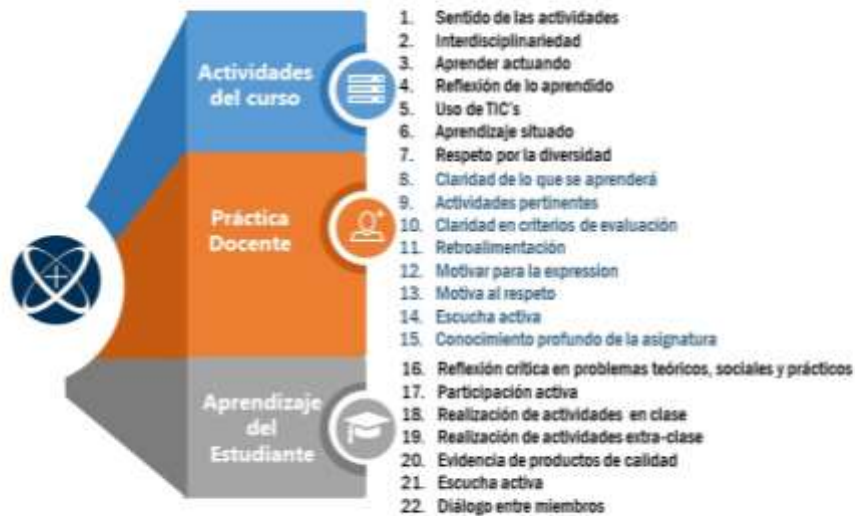 Actividades
del curso
1. Sentido de las actividades
2. Interdisciplinariedad
3. Aprender actuando
4. Reflexión de lo aprendido
5. Uso de TIC's
6. Aprendizaje situado
7. Respeto por la diversidad
Práctica
Docente
8. Claridad de lo que se aprenderá
9. Actividades pertinentes
10. Claridad en criterios de evaluación
11. Retroalimentación
12. Motivar para la expression
13. Motiva al respeto
14. Escucha activa
15. Conocimiento profundo de la asignatura
Aprendizaje
del
Estudiante
16. Reflexión crítica en problemas teóricos, sociales y prácticos
17. Participación activa
18. Realización de actividades en clase
19. Realización de actividades extra-clase
20. Evidencia de productos de calidad
21. Escucha activa
22. Diálogo entre miembros